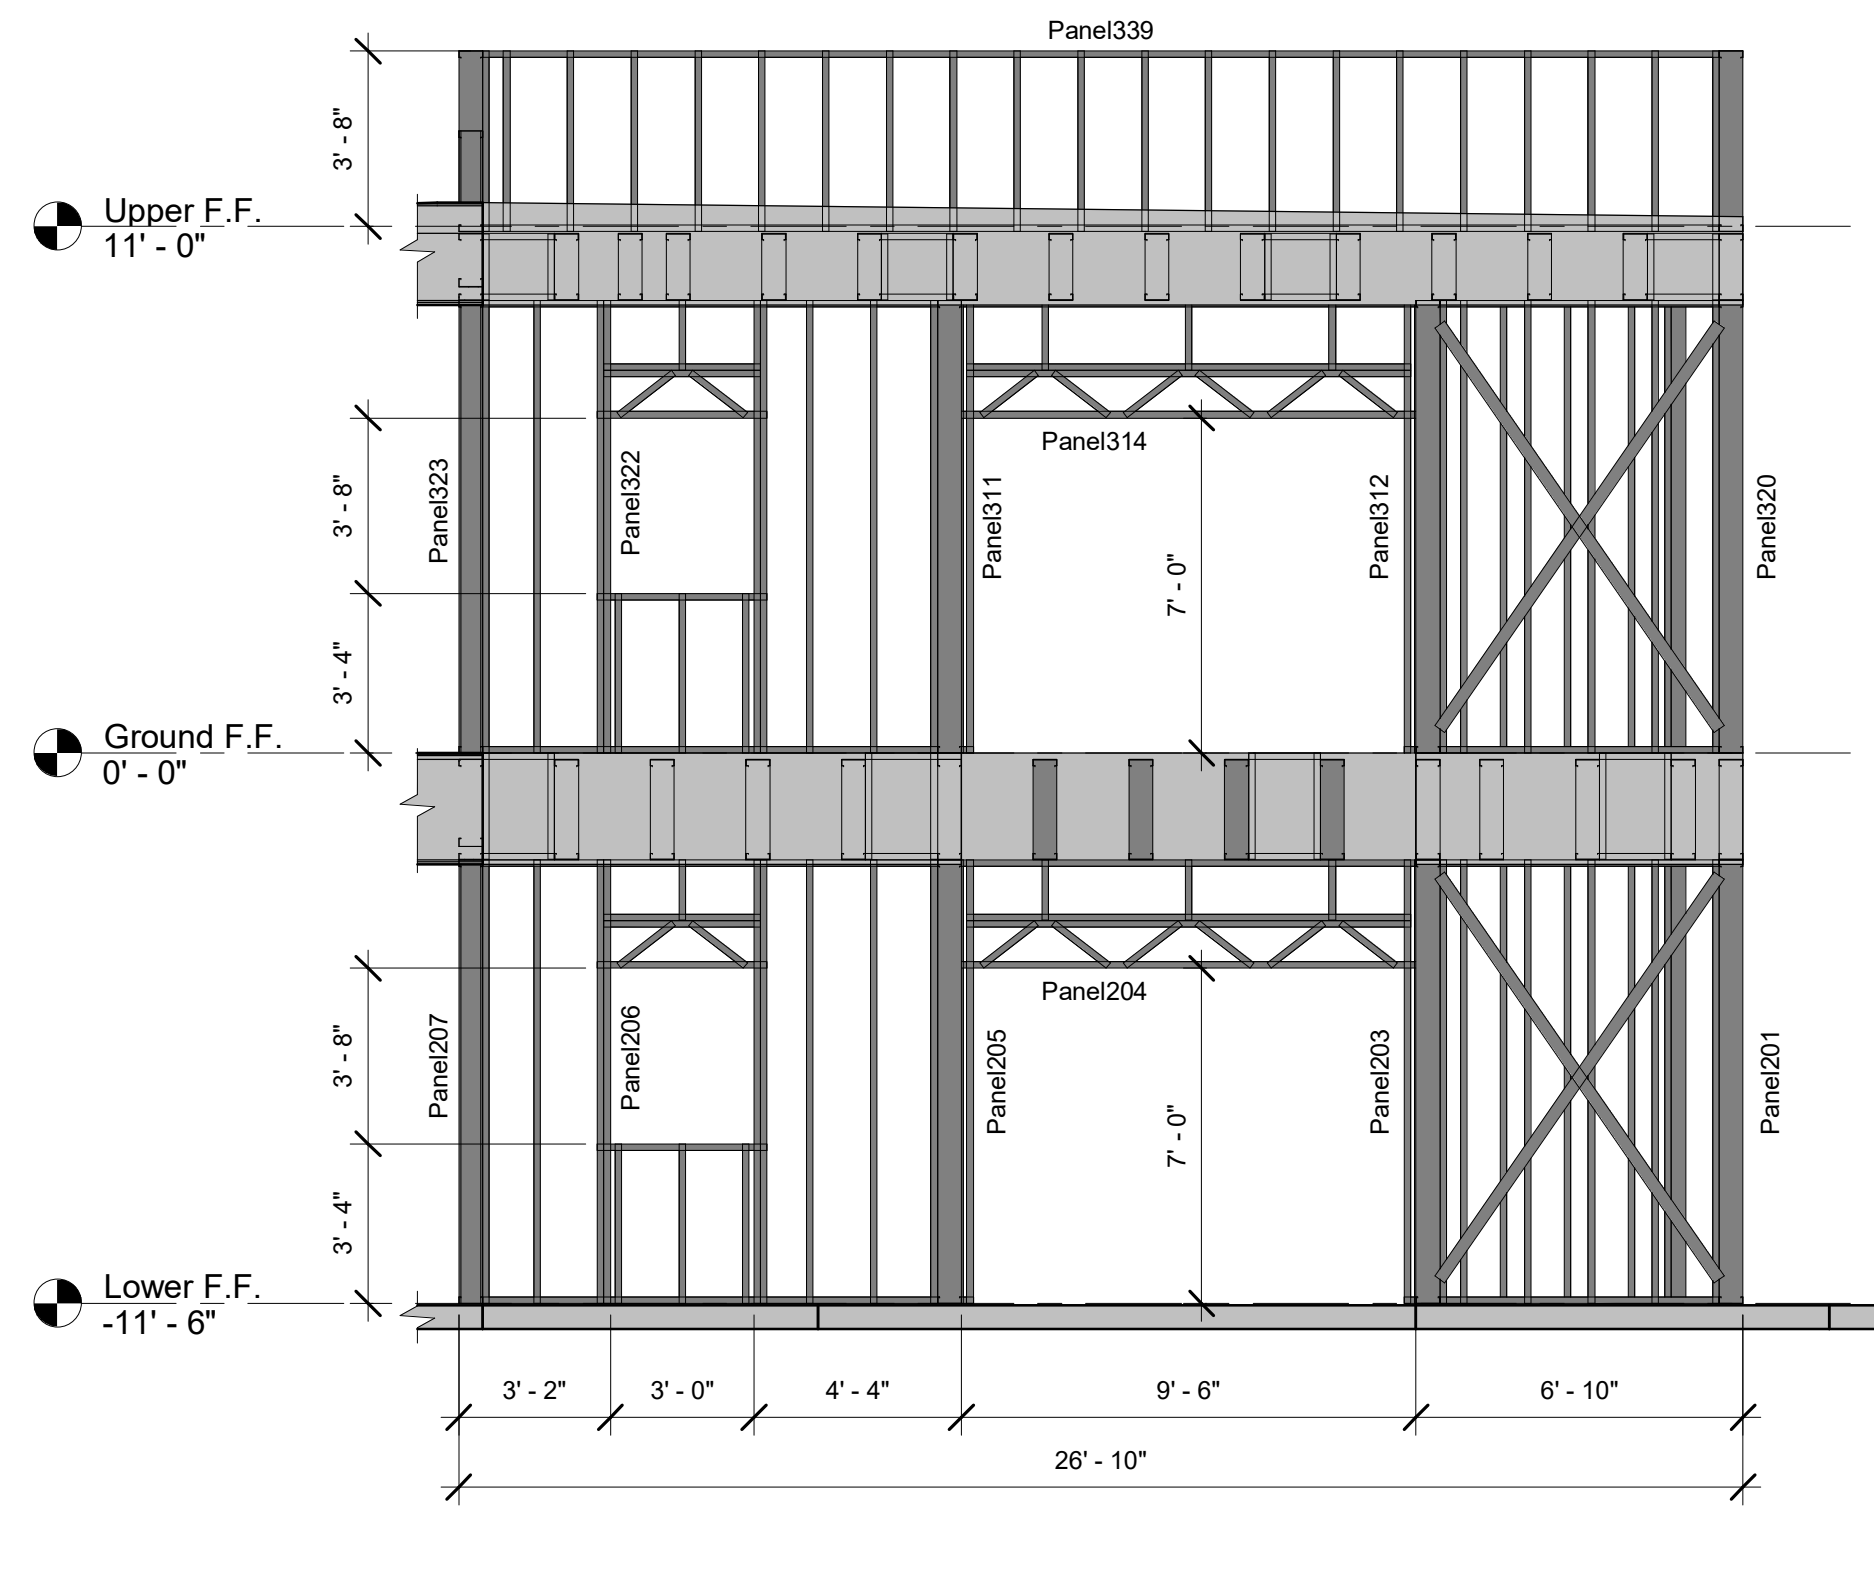 Panel339
3' - 8"
Upper F.F.
11' - 0"
3' - 8"
Panel323
Panel322
Panel314
Panel311
Panel312
7' - 0"
Panel320
3' - 4"
Ground F.F.
0' - 0"
Panel204
3' - 8"
Panel207
Panel206
Panel205
Panel203
7' - 0"
Panel201
3' - 4"
Lower F.F.
-11' - 6"
3' - 2" 3' - 0" 4' - 4" 9' - 6" 6' - 10"
26' - 10"